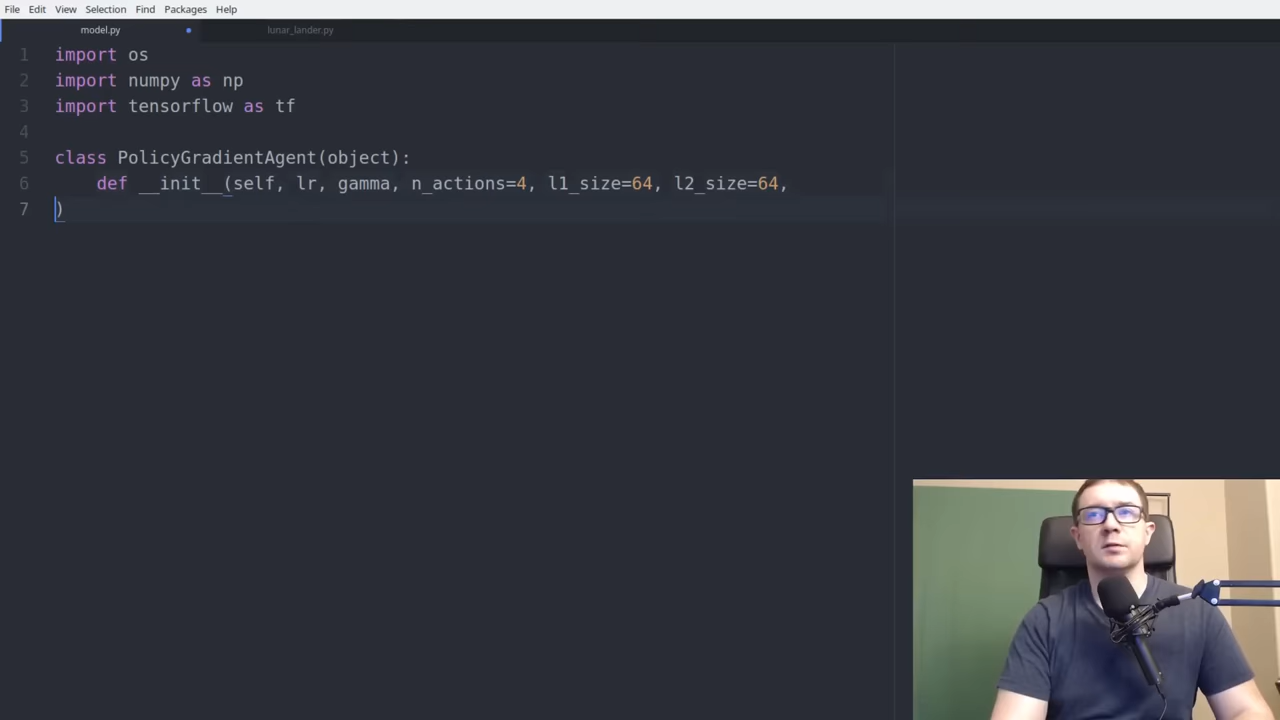 File Edit View Selection Find Packages Help
model.py lunar_lander.py
1 import os
2 import numpy as np
3 import tensorflow as tf
4
5 class PolicyGradientAgent(object):
6     def __init__(self, lr, gamma, n_actions=4, l1_size=64, l2_size=64,
7 )